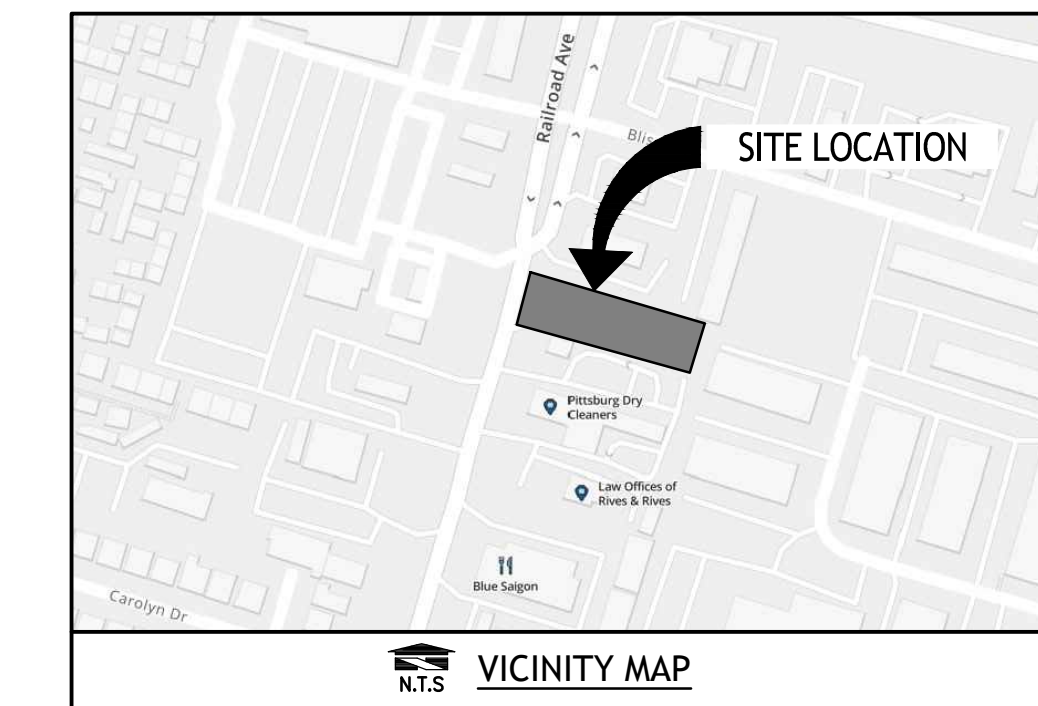 Railroad Ave
SITE LOCATION
Pittsburg Dry
Cleaners
Law Offices of
Rives & Rives
Blue Saigon
Carolyn Dr
N.T.S
VICINITY MAP